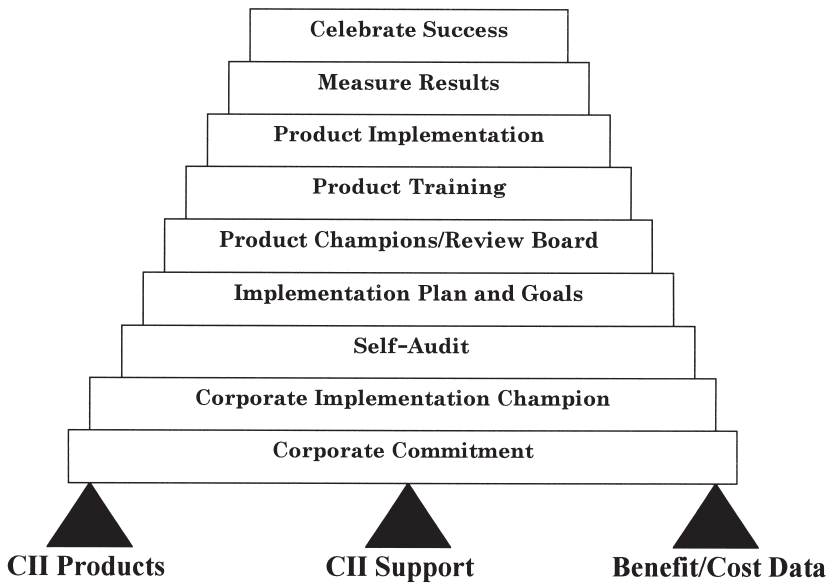 Celebrate Success
Measure Results
Product Implementation
Product Training
Product Champions/Review Board
Implementation Plan and Goals
Self-Audit
Corporate Implementation Champion
Corporate Commitment
CII Products
CII Support
Benefit/Cost Data